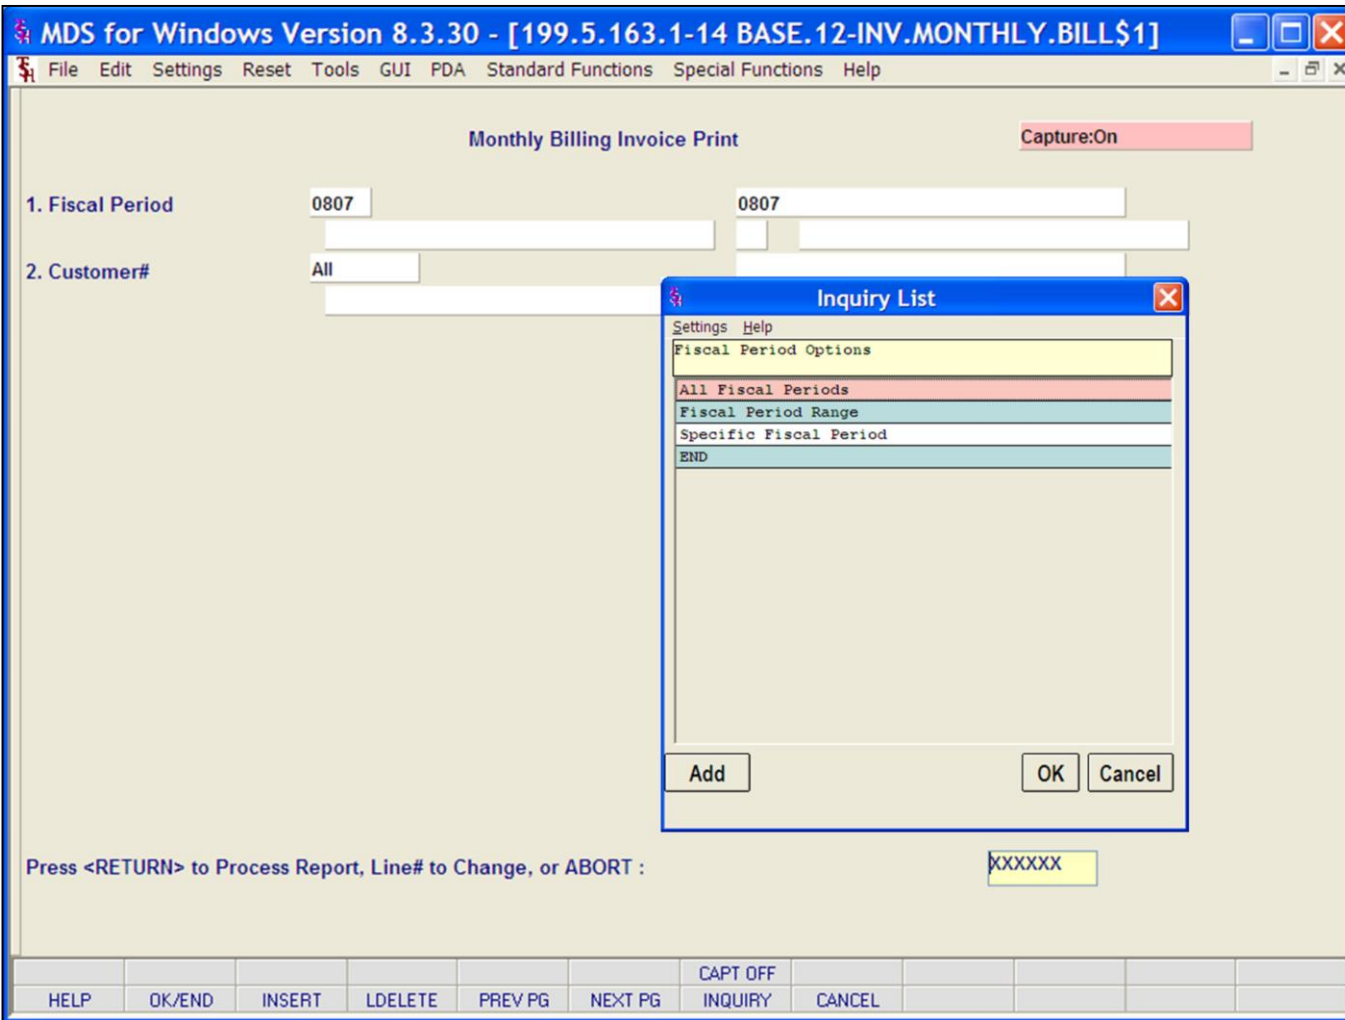 MDS for Windows Version 8.3.30 - [199.5.163.1-14 BASE.12-INV.MONTHLY.BILL$1]
File Edit Settings Reset Tools GUI PDA Standard Functions Special Functions Help
Monthly Billing Invoice Print
Capture:On
1. Fiscal Period 0807 0807
2. Customer# All
Inquiry List
Settings Help
Fiscal Period Options
All Fiscal Periods
Fiscal Period Range
Specific Fiscal Period
END
Add OK Cancel
Press <RETURN> to Process Report, Line# to Change, or ABORT : XXXXXX
CAPT OFF
HELP OK/END INSERT LDELETE PREV PG NEXT PG INQUIRY CANCEL